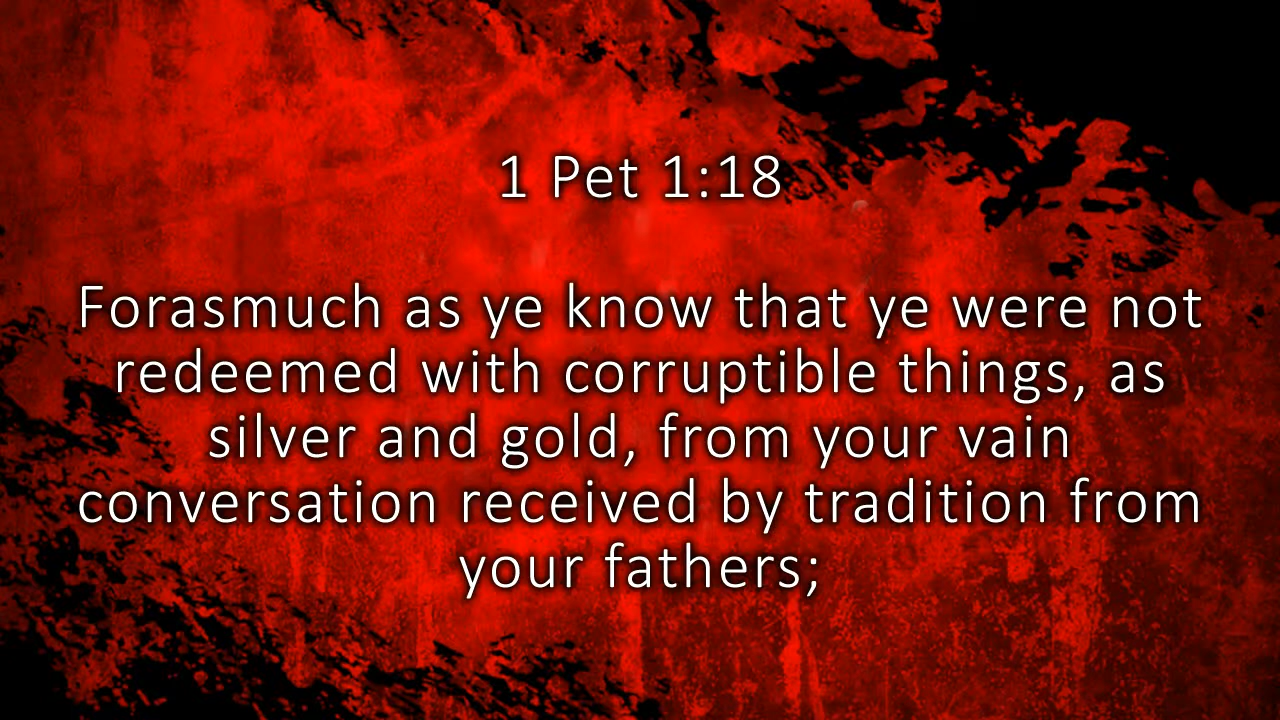 1 Pet 1:18
Forasmuch as ye know that ye were not
redeemed with corruptible things, as
silver and gold, from your vain
conversation received by tradition from
your fathers;